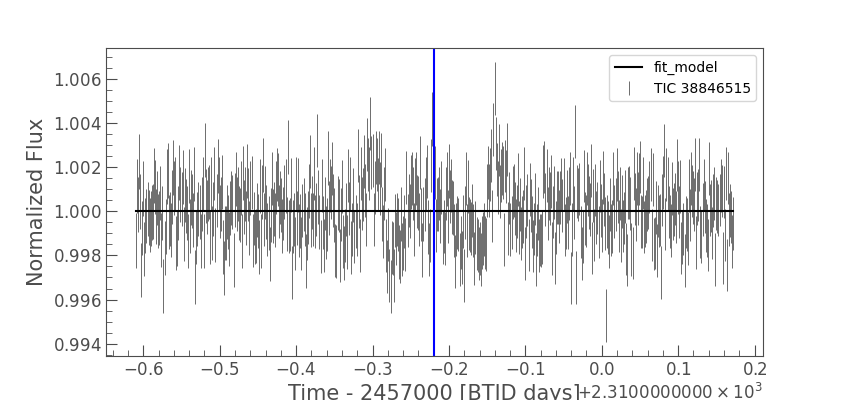 fit_model
TIC 38846515
Normalized Flux
1.006
1.004
1.002
1.000
0.998
0.996
0.994
−0.6 −0.5 −0.4 −0.3 −0.2 −0.1 0.0 0.1 0.2
Time - 2457000 [BTJD days]
+2.3100000000 × 10³